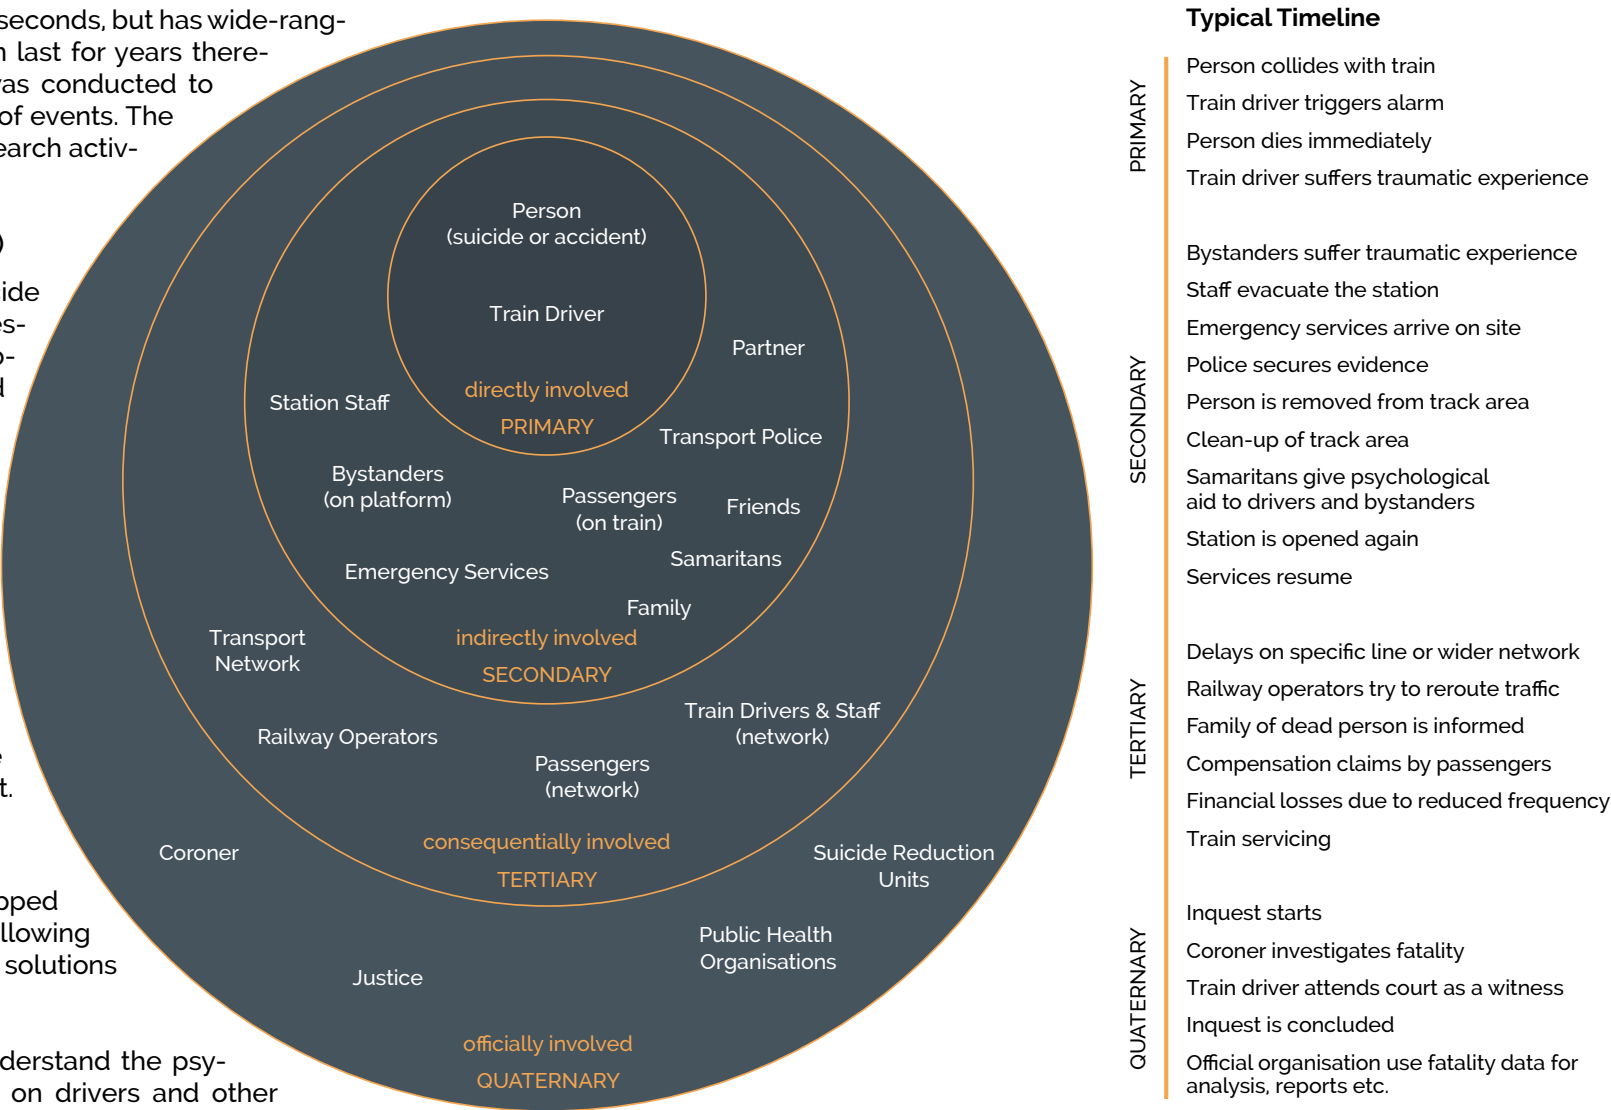 seconds, but has wide-rang-
last for years there-
was conducted to
of events. The
search activ-
)
ide
es-
o-
d
e
t.
pped
llowing
solutions
derstand the psy-
on drivers and other
Person
(suicide or accident)
Train Driver
directly involved
PRIMARY
Partner
Station Staff
Transport Police
Bystanders
(on platform)
Passengers
(on train)
Friends
Samaritans
Emergency Services
Family
indirectly involved
SECONDARY
Transport
Network
Train Drivers & Staff
(network)
Railway Operators
Passengers
(network)
consequentially involved
TERTIARY
Coroner
Suicide Reduction
Units
Public Health
Organisations
Justice
officially involved
QUATERNARY
Typical Timeline
PRIMARY
Person collides with train
Train driver triggers alarm
Person dies immediately
Train driver suffers traumatic experience
SECONDARY
Bystanders suffer traumatic experience
Staff evacuate the station
Emergency services arrive on site
Police secures evidence
Person is removed from track area
Clean-up of track area
Samaritans give psychological
aid to drivers and bystanders
Station is opened again
Services resume
TERTIARY
Delays on specific line or wider network
Railway operators try to reroute traffic
Family of dead person is informed
Compensation claims by passengers
Financial losses due to reduced frequency
Train servicing
QUATERNARY
Inquest starts
Coroner investigates fatality
Train driver attends court as a witness
Inquest is concluded
Official organisation use fatality data for
analysis, reports etc.